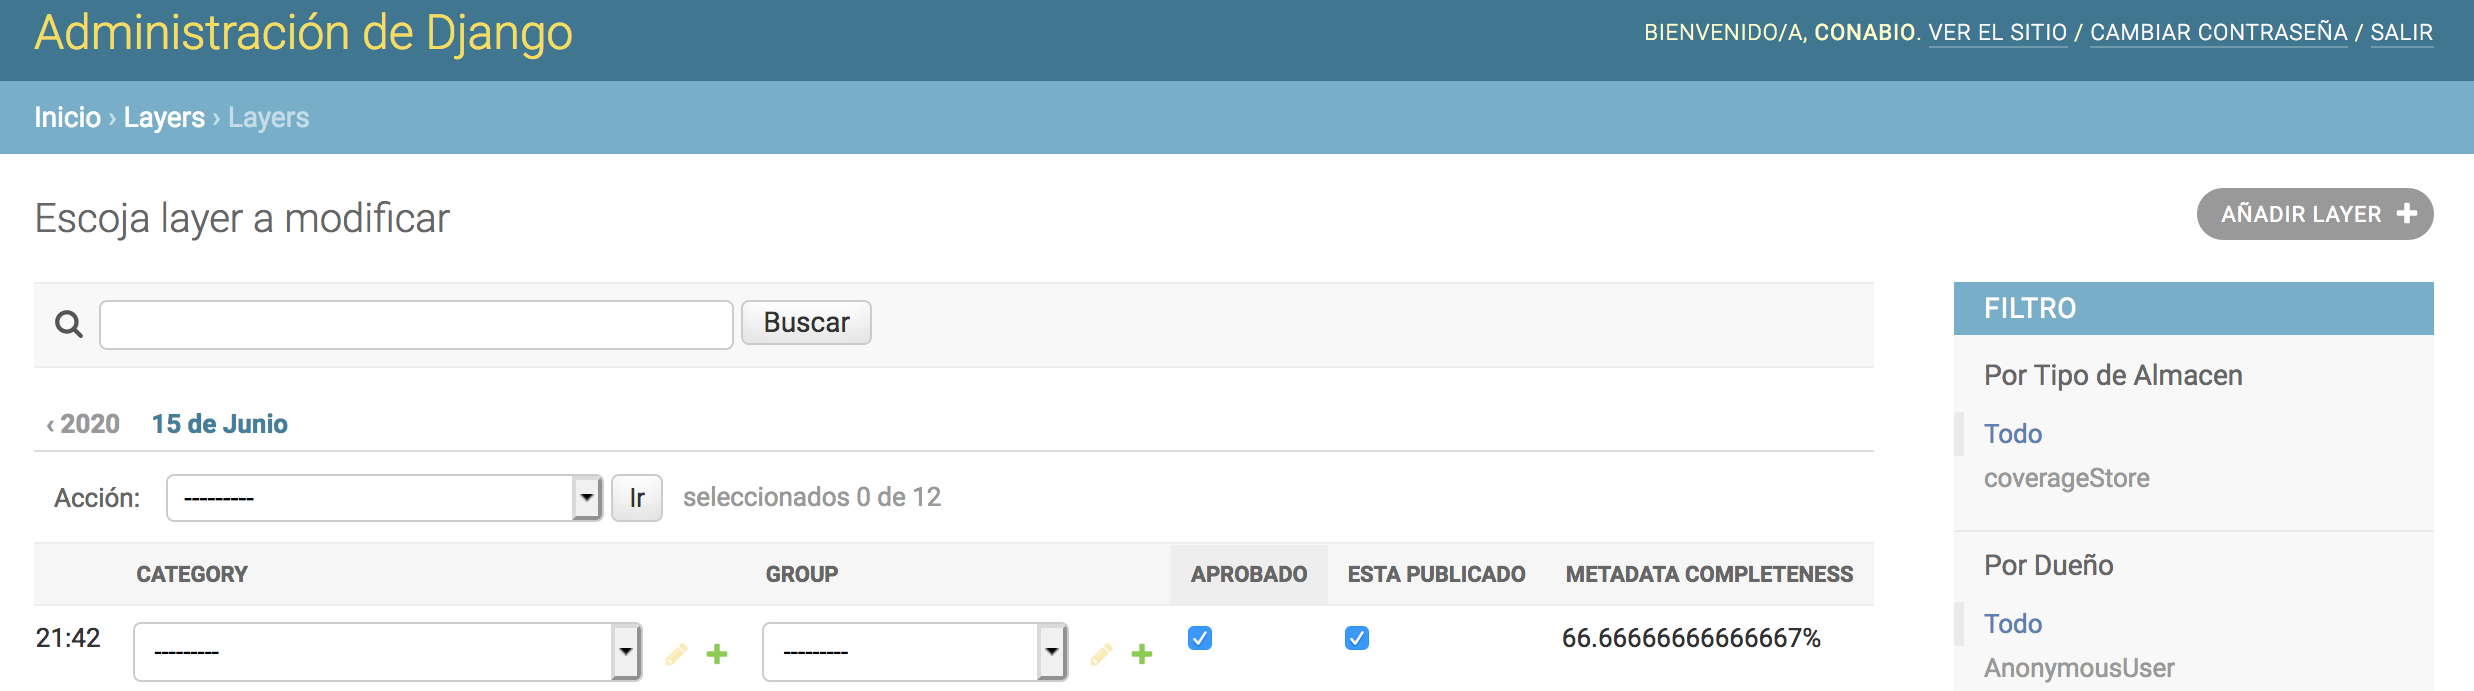 Administración de Django
BIENVENIDO/A, CONABIO. VER EL SITIO / CAMBIAR CONTRASEÑA / SALIR
Inicio › Layers › Layers
Escoja layer a modificar
AÑADIR LAYER +
Buscar
‹ 2020 15 de Junio
Acción: --------- Ir seleccionados 0 de 12
CATEGORY GROUP APROBADO ESTA PUBLICADO METADATA COMPLETENESS
21:42 --------- --------- 66.66666666666667%
FILTRO
Por Tipo de Almacen
Todo
coverageStore
Por Dueño
Todo
AnonymousUser